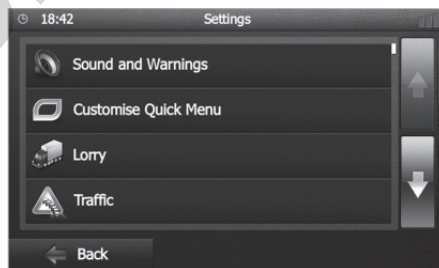 18:42 Settings
Sound and Warnings
Customise Quick Menu
Lorry
Traffic
Back